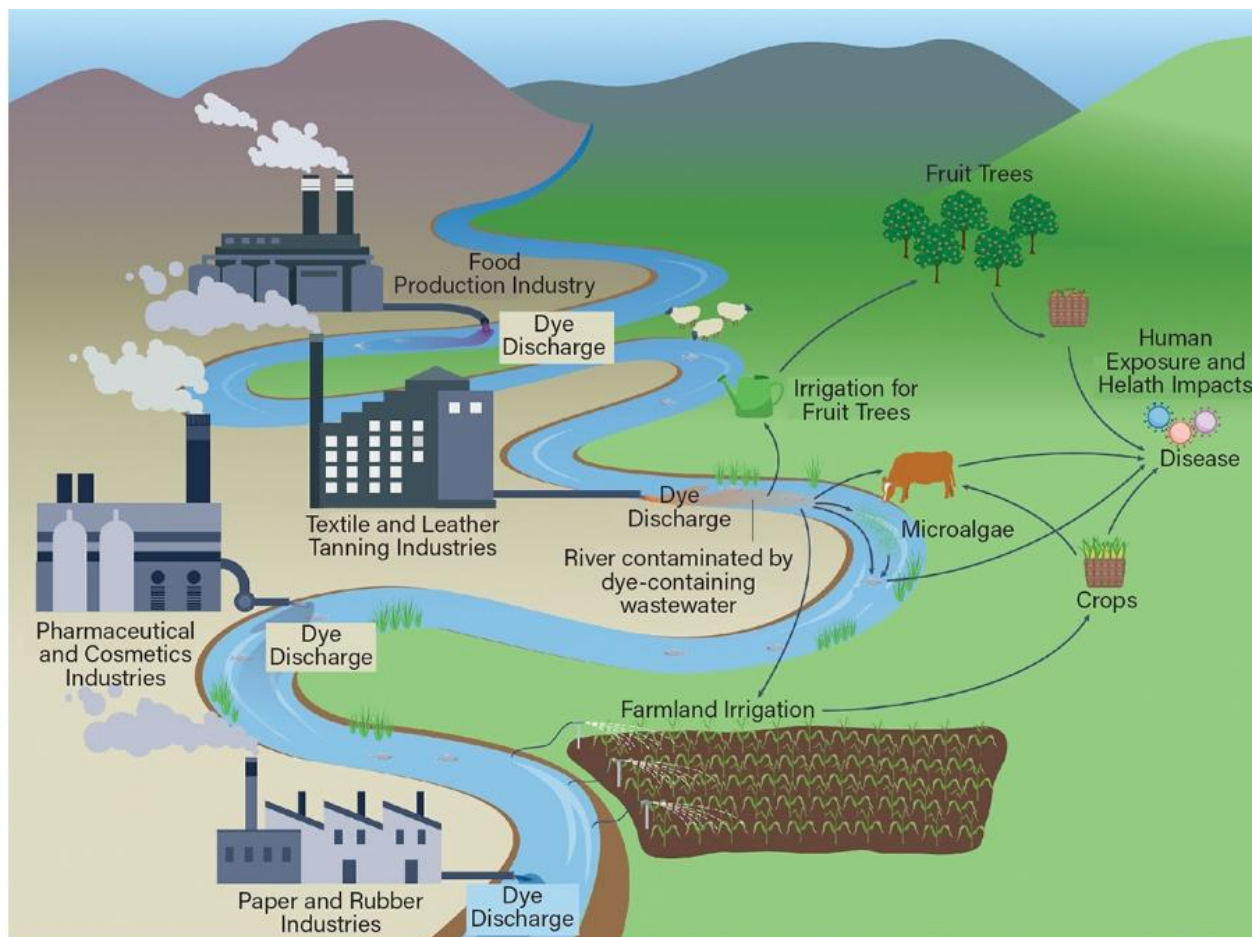 Fruit Trees
Food
Production Industry
Dye
Discharge
Human
Exposure and
Helath Impacts
Irrigation for
Fruit Trees
Disease
Dye
Discharge
Textile and Leather
Tanning Industries
Microalgae
River contaminated by
dye-containing
wastewater
Crops
Pharmaceutical
and Cosmetics
Industries
Dye
Discharge
Farmland Irrigation
Paper and Rubber
Industries
Dye
Discharge